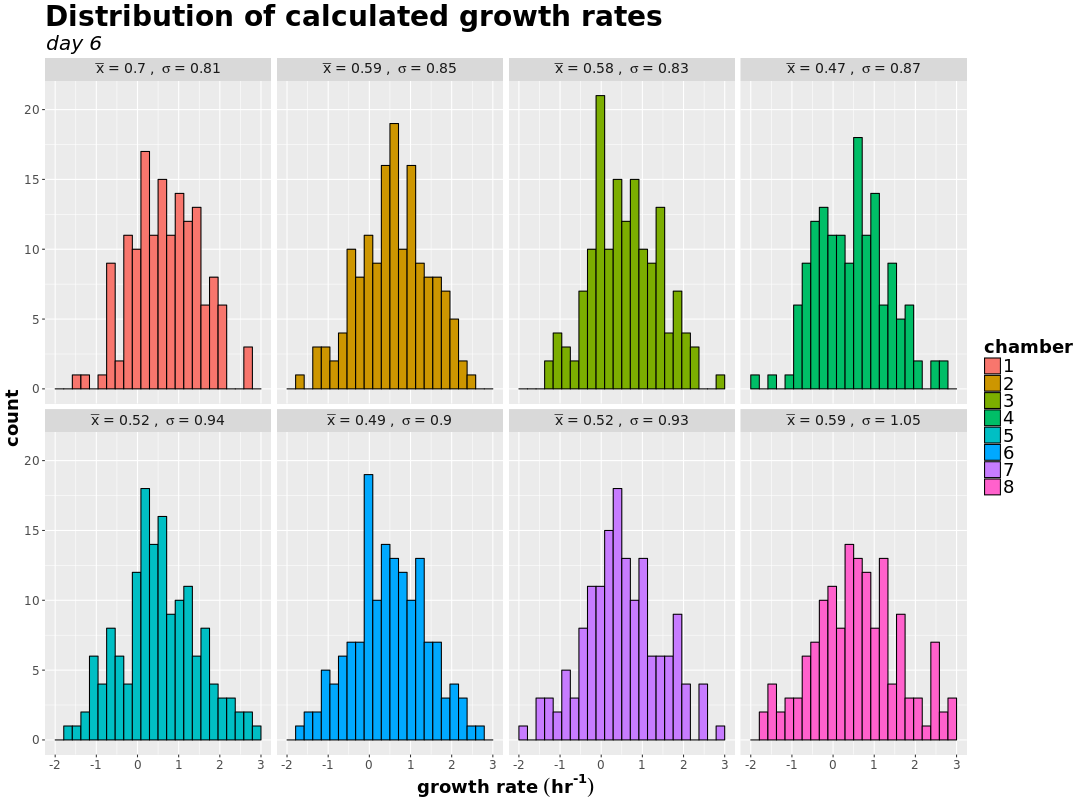 Distribution of calculated growth rates
day 6
x̅ = 0.7 , σ = 0.81
x̅ = 0.59 , σ = 0.85
x̅ = 0.58 , σ = 0.83
x̅ = 0.47 , σ = 0.87
20
15
10
5
0
x̅ = 0.52 , σ = 0.94
x̅ = 0.49 , σ = 0.9
x̅ = 0.52 , σ = 0.93
x̅ = 0.59 , σ = 1.05
20
15
10
5
0
-2 -1 0 1 2 3
-2 -1 0 1 2 3
-2 -1 0 1 2 3
-2 -1 0 1 2 3
count
growth rate (hr⁻¹)
chamber
1
2
3
4
5
6
7
8